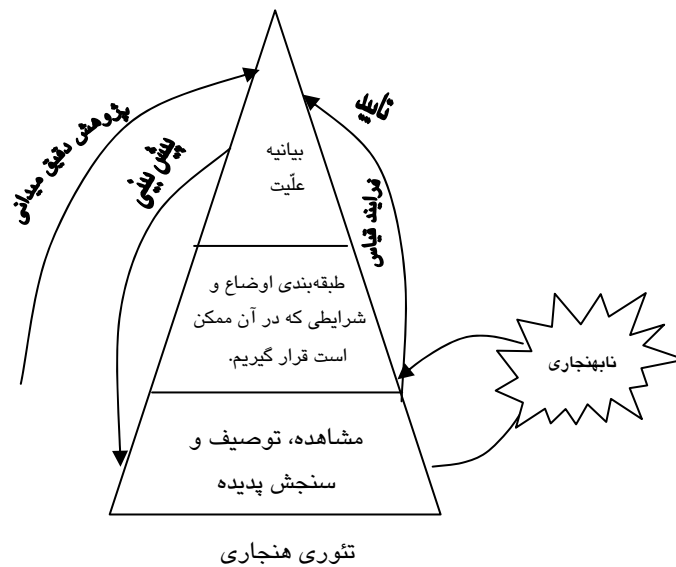 پژوهش دقیق میدانی
پیش بینی
تایید
فرایند قیاس
بیانیه
علّیت
طبقه‌بندی اوضاع و
شرایطی که در آن ممکن
است قرار گیریم.
نابهنجاری
مشاهده، توصیف و
سنجش پدیده
تئوری هنجاری